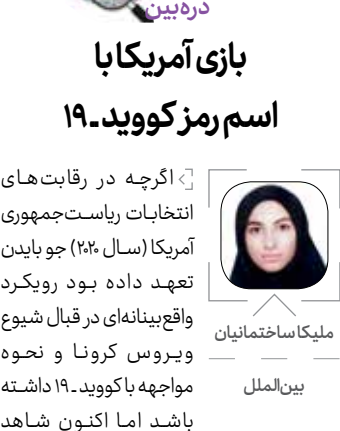 ذره‌بین
بازی آمریکا با
اسم رمز کووید-۱۹
اگرچه در رقابت‌های
انتخابات ریاست‌جمهوری
آمریکا (سال ۲۰۲۰) جو بایدن
تعهد داده بود رویکرد
واقع‌بینانه‌ای در قبال شیوع
ویروس کرونا و نحوه
مواجهه با کووید-۱۹ داشته
باشد اما اکنون شاهد
ملیکا ساختمانیان
بین‌الملل